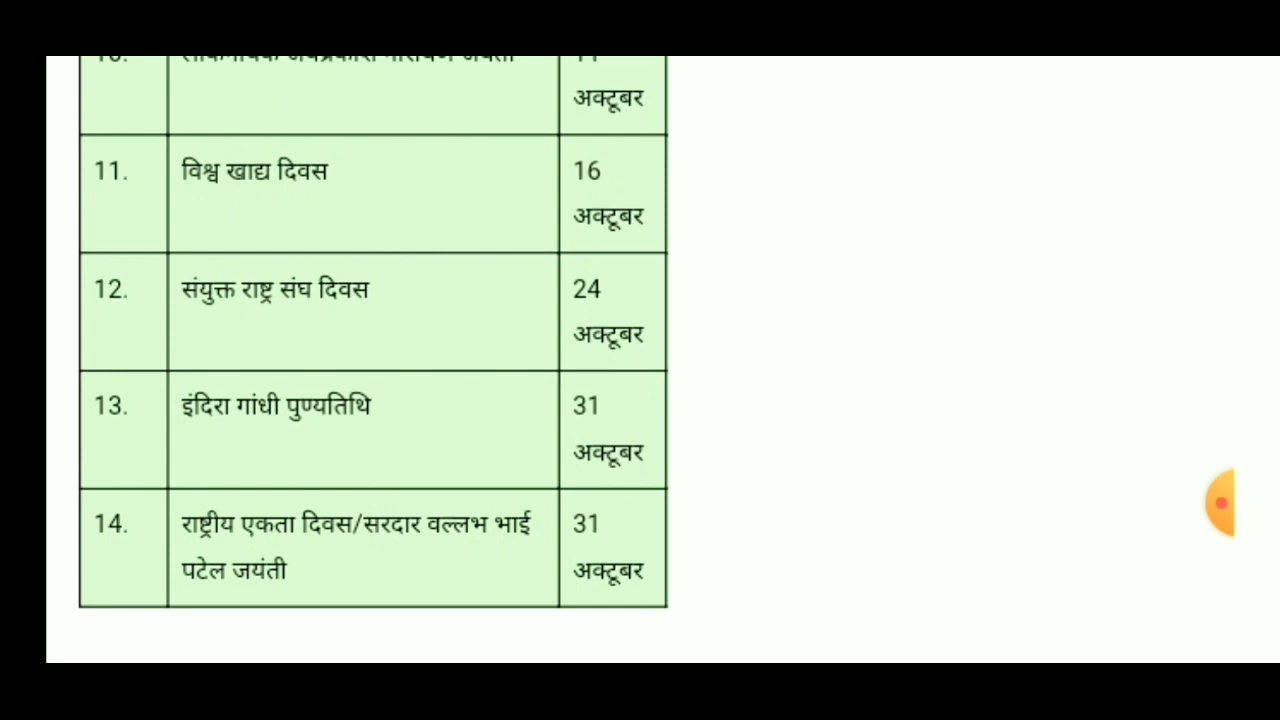 अक्टूबर
11. विश्व खाद्य दिवस 16
अक्टूबर
12. संयुक्त राष्ट्र संघ दिवस 24
अक्टूबर
13. इंदिरा गांधी पुण्यतिथि 31
अक्टूबर
14. राष्ट्रीय एकता दिवस/सरदार वल्लभ भाई 31
पटेल जयंती अक्टूबर